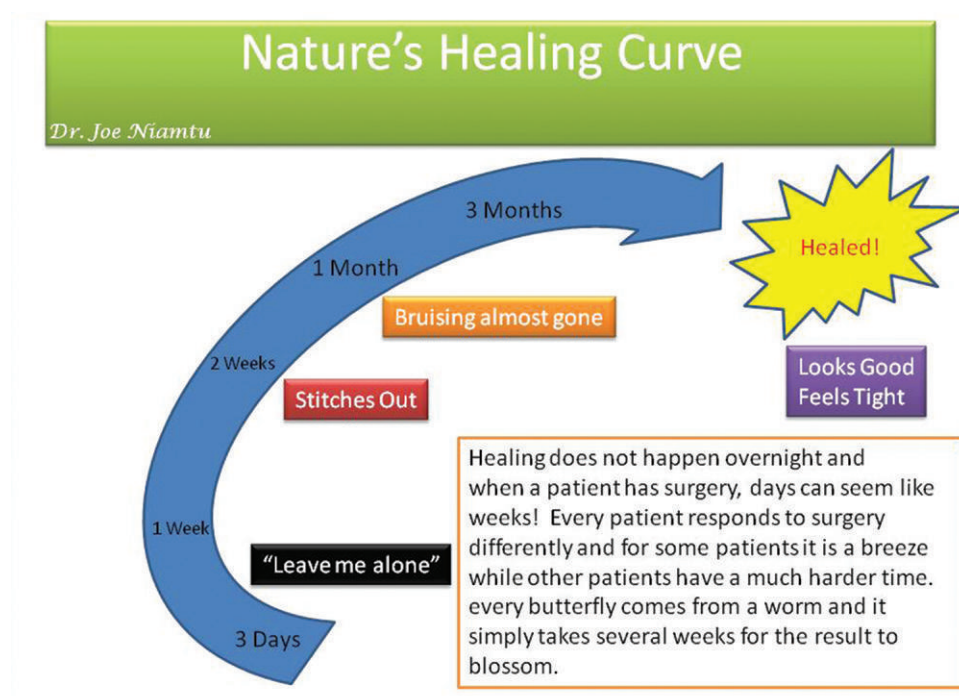 Nature's Healing Curve
Dr. Joe Niamtu
3 Months
Healed!
1 Month
Bruising almost gone
2 Weeks
Looks Good
Feels Tight
Stitches Out
Healing does not happen overnight and
when a patient has surgery, days can seem like
weeks! Every patient responds to surgery
differently and for some patients it is a breeze
while other patients have a much harder time.
every butterfly comes from a worm and it
simply takes several weeks for the result to
blossom.
1 Week
“Leave me alone”
3 Days